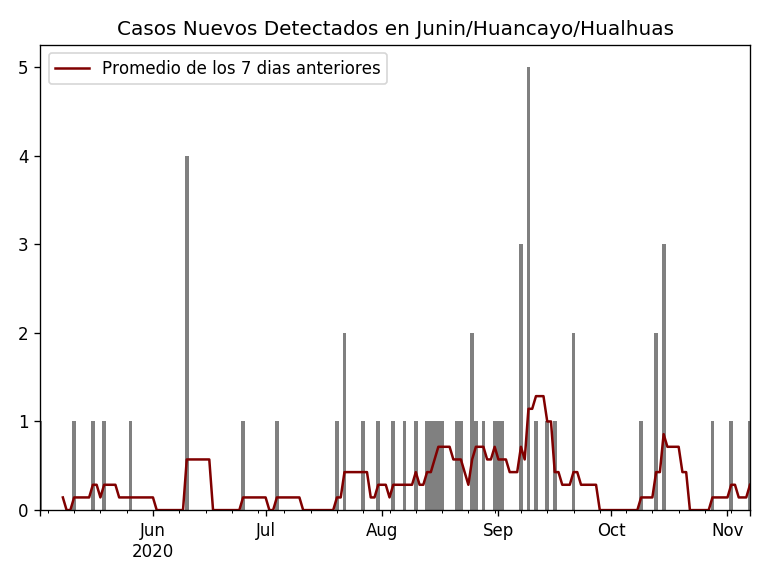 Casos Nuevos Detectados en Junin/Huancayo/Hualhuas
Promedio de los 7 dias anteriores
5
4
3
2
1
0
Jun Jul Aug Sep Oct Nov
2020